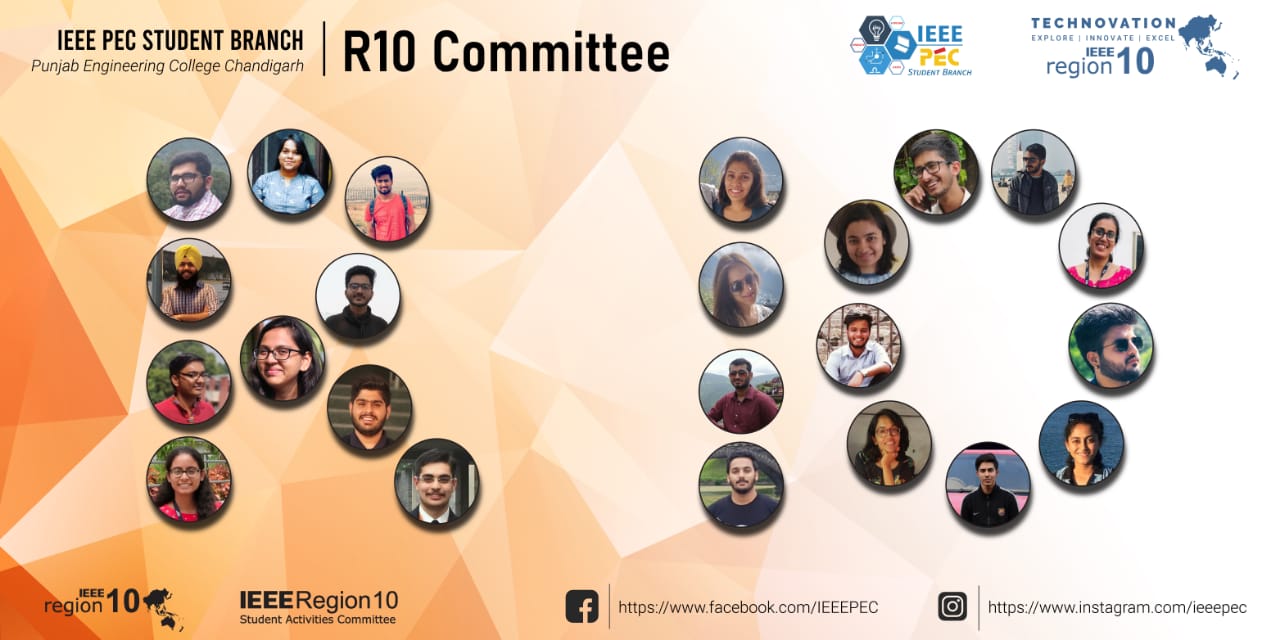 IEEE PEC STUDENT BRANCH
Punjab Engineering College Chandigarh
R10 Committee
IEEE
PEC
STUDENT BRANCH
TECHNOVATION
EXPLORE | INNOVATE | EXCEL
IEEE
region 10
IEEE
region 10
IEEE Region 10
Student Activities Committee
https://www.facebook.com/IEEEPEC
https://www.instagram.com/ieeepec